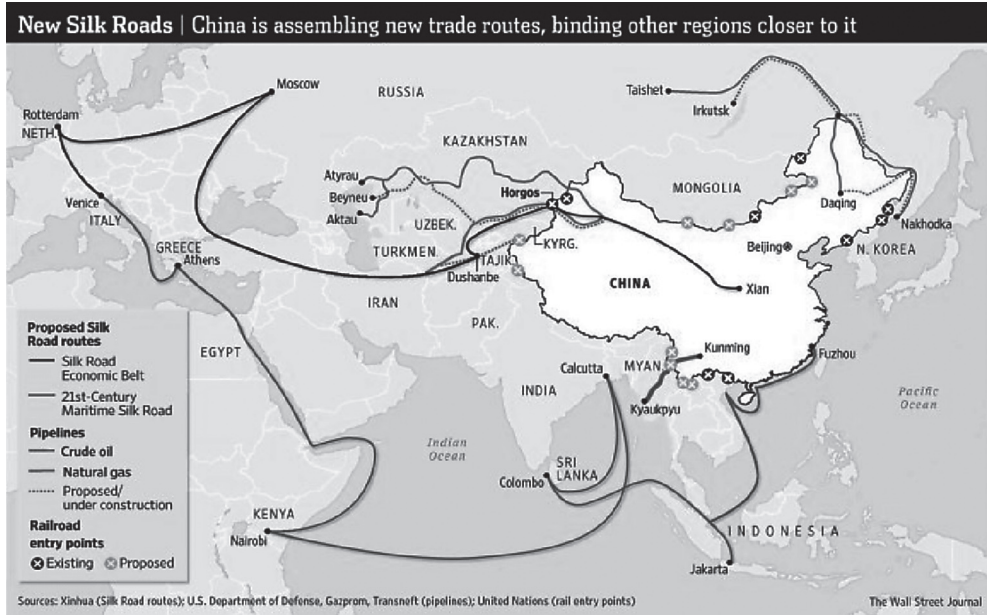 New Silk Roads | China is assembling new trade routes, binding other regions closer to it
Moscow
RUSSIA
Taishet
Irkutsk
Rotterdam
NETH.
KAZAKHSTAN
Atyrau
Beyneu
Aktau
Horgos
MONGOLIA
Daqing
Venice
ITALY
UZBEK.
Nakhodka
GREECE
Athens
TURKMEN.
KYRG.
Beijing
N. KOREA
TAJIK.
Dushanbe
CHINA
Xian
IRAN
PAK.
EGYPT
Kunming
Fuzhou
Calcutta
MYAN.
INDIA
Kyaukpyu
Pacific
Ocean
Indian
Ocean
SRI
LANKA
Colombo
KENYA
Nairobi
INDONESIA
Jakarta
Proposed Silk
Road routes
Silk Road
Economic Belt
21st-Century
Maritime Silk Road
Pipelines
Crude oil
Natural gas
Proposed/
under construction
Railroad
entry points
Existing Proposed
Sources: Xinhua (Silk Road routes); U.S. Department of Defense, Gazprom, Transneft (pipelines); United Nations (rail entry points)
The Wall Street Journal